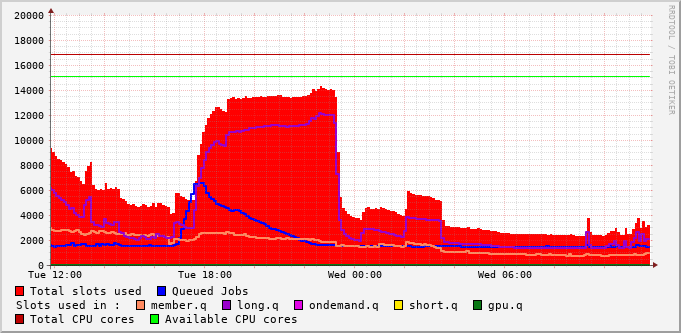 20000
18000
16000
14000
12000
10000
8000
6000
4000
2000
0
Tue 12:00 Tue 18:00 Wed 00:00 Wed 06:00
Total slots used Queued Jobs
Slots used in : member.q long.q ondemand.q short.q gpu.q
Total CPU cores Available CPU cores
RRDTOOL / TOBI OETIKER